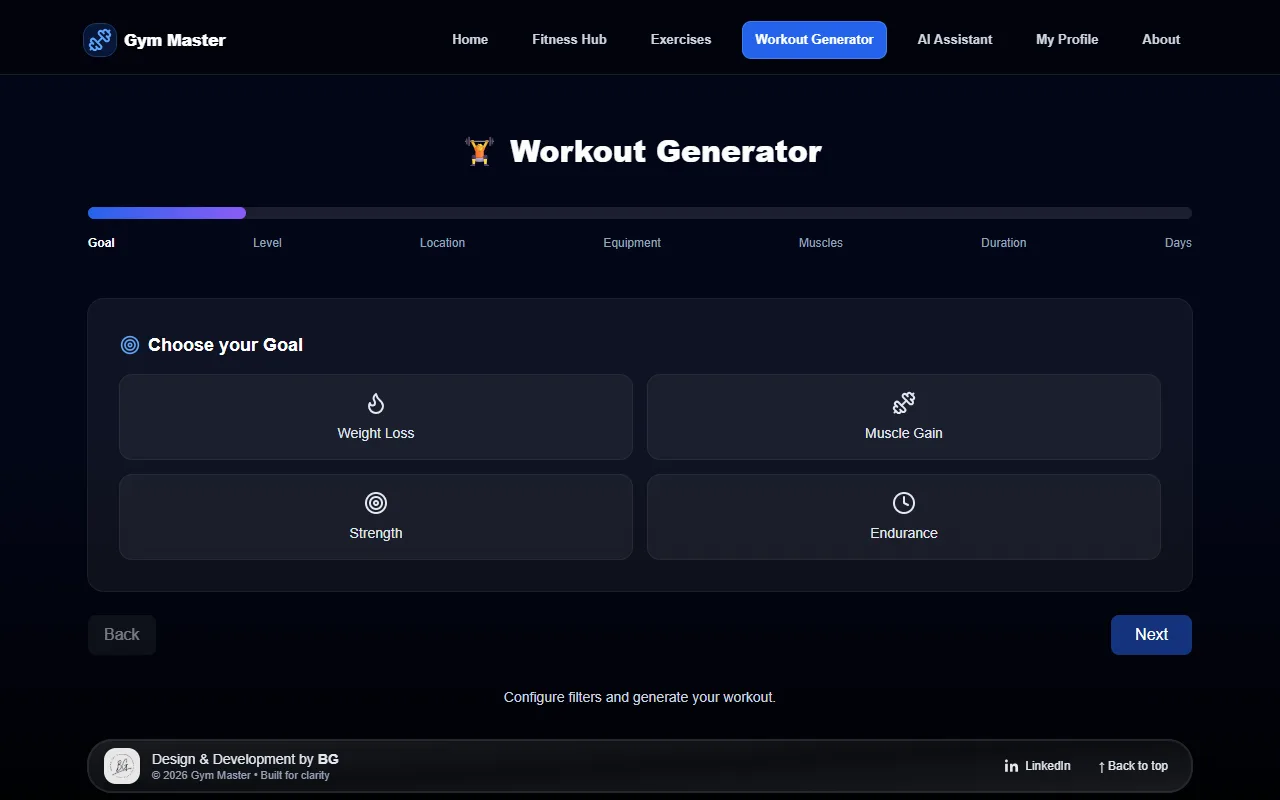 Gym Master
Home
Fitness Hub
Exercises
Workout Generator
AI Assistant
My Profile
About
Workout Generator
Goal
Level
Location
Equipment
Muscles
Duration
Days
Choose your Goal
Weight Loss
Muscle Gain
Strength
Endurance
Back
Next
Configure filters and generate your workout.
BG
Design & Development by BG
© 2026 Gym Master • Built for clarity
in LinkedIn
↑ Back to top